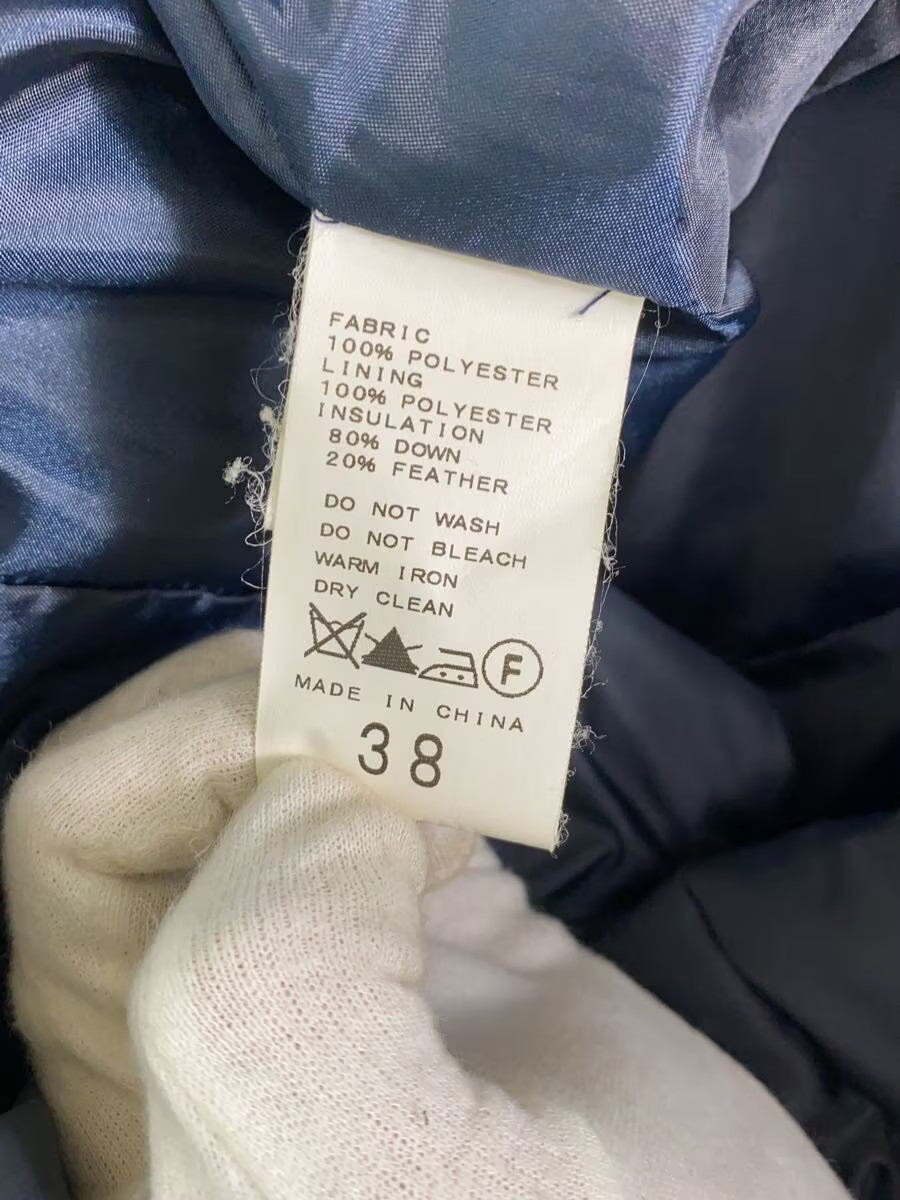 FABRIC
100% POLYESTER
LINING
100% POLYESTER
INSULATION
80% DOWN
20% FEATHER
DO NOT WASH
DO NOT BLEACH
WARM IRON
DRY CLEAN
F
MADE IN CHINA
38